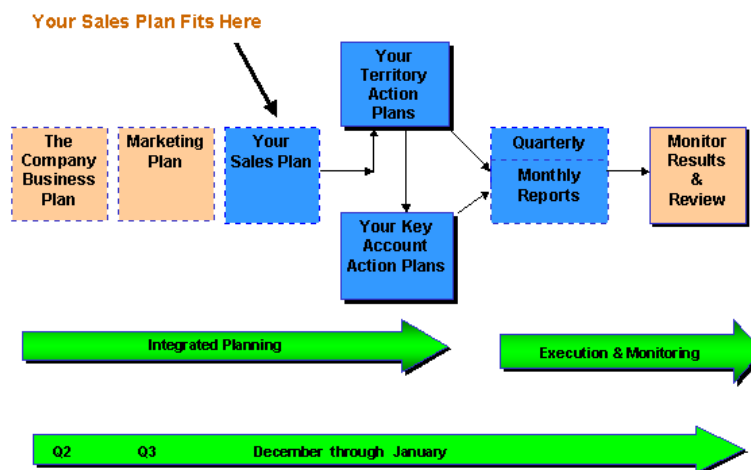 Your Sales Plan Fits Here
Your
Territory
Action
Plans
The
Company
Business
Plan
Marketing
Plan
Your
Sales Plan
Quarterly
Monthly
Reports
Monitor
Results
&
Review
Your Key
Account
Action Plans
Integrated Planning
Execution & Monitoring
Q2
Q3
December through January